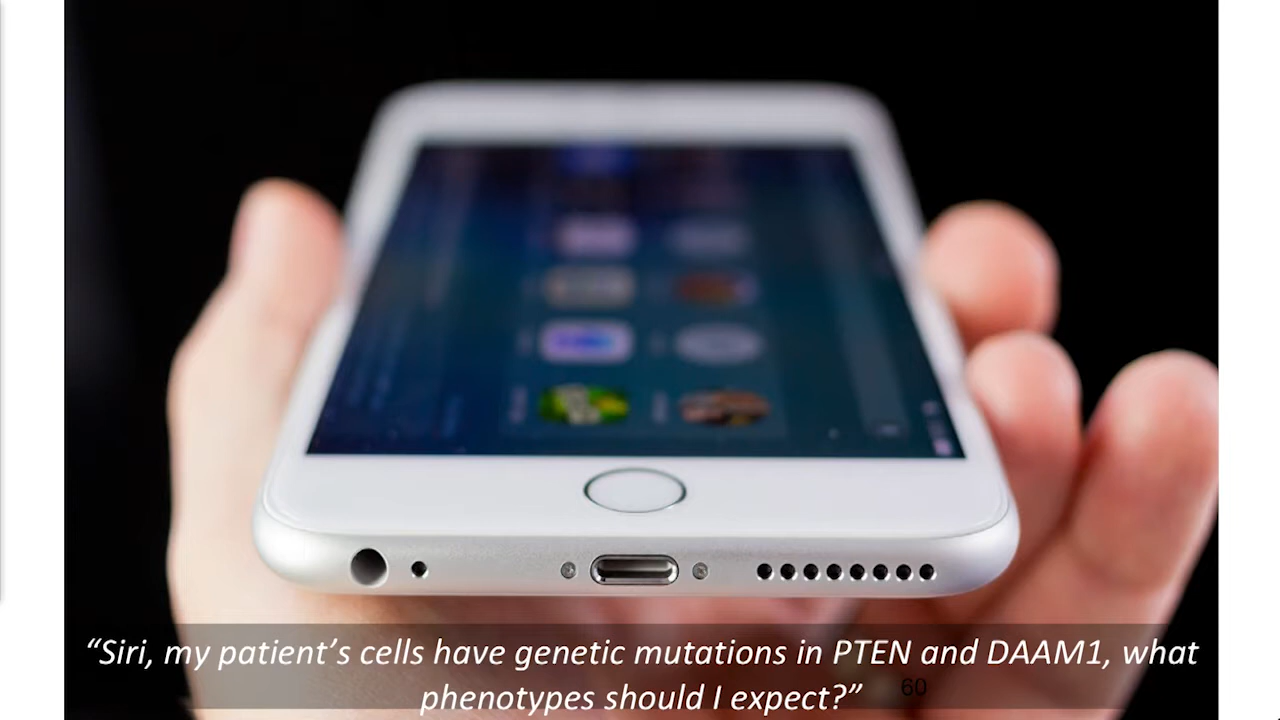 “Siri, my patient’s cells have genetic mutations in PTEN and DAAM1, what
phenotypes should I expect?”
60